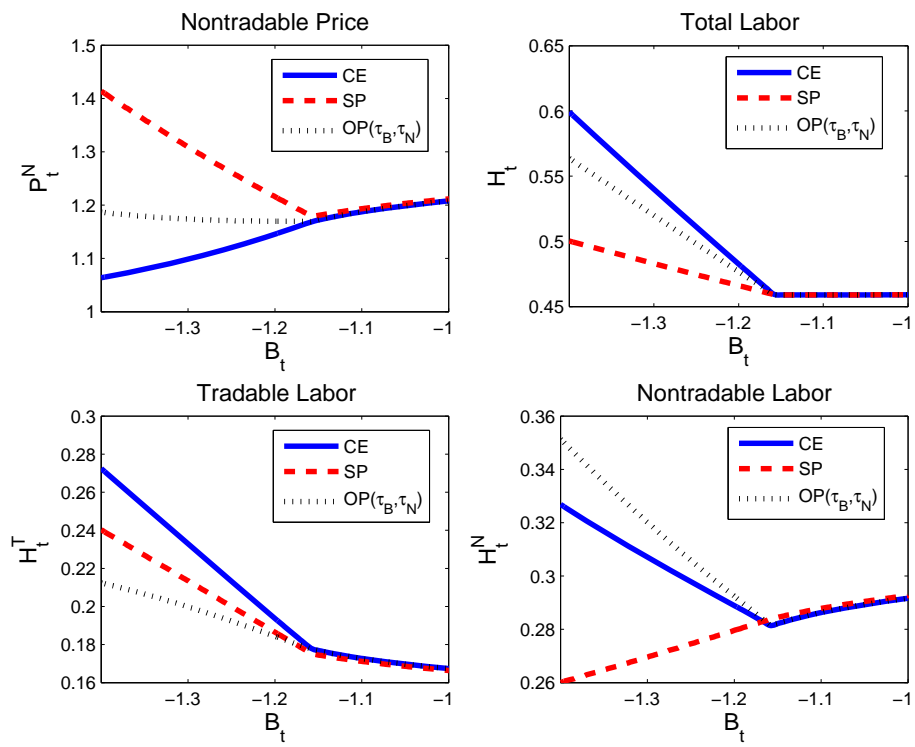 Nontradable Price
1.5
1.4
1.3
1.2
1.1
1
P_t^N
CE
SP
OP(τ_B,τ_N)
−1.3 −1.2 −1.1 −1
B_t
Total Labor
0.65
0.6
0.55
0.5
0.45
H_t
CE
SP
OP(τ_B,τ_N)
−1.3 −1.2 −1.1 −1
B_t
Tradable Labor
0.3
0.28
0.26
0.24
0.22
0.2
0.18
0.16
H_t^T
CE
SP
OP(τ_B,τ_N)
−1.3 −1.2 −1.1 −1
B_t
Nontradable Labor
0.36
0.34
0.32
0.3
0.28
0.26
H_t^N
CE
SP
OP(τ_B,τ_N)
−1.3 −1.2 −1.1 −1
B_t